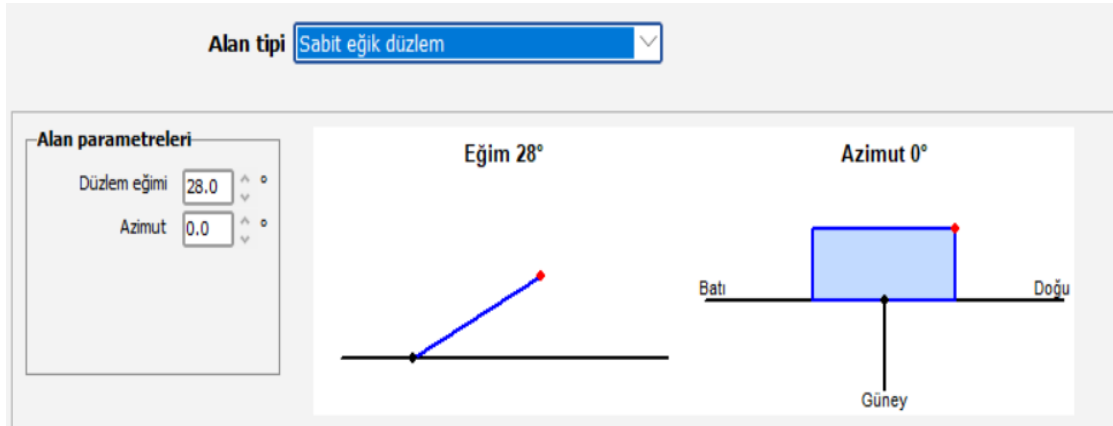 Alan tipi Sabit eğik düzlem
Alan parametreleri
Düzlem eğimi 28.0 °
Azimut 0.0 °
Eğim 28°
Azimut 0°
Batı
Doğu
Güney